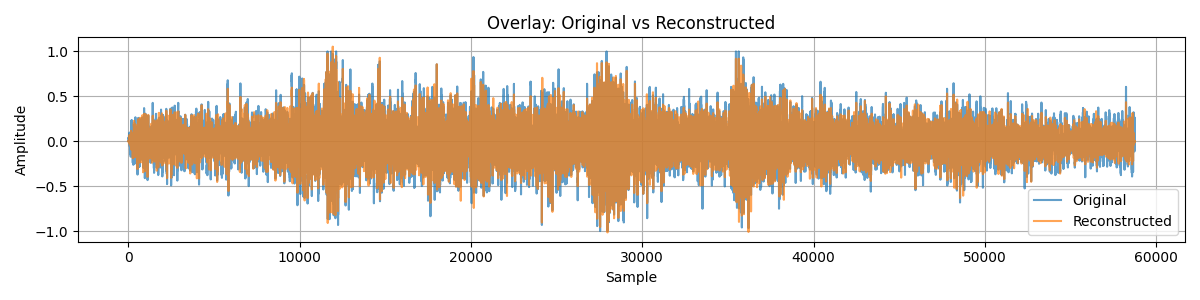 Overlay: Original vs Reconstructed
1.0
0.5
0.0
−0.5
−1.0
Amplitude
0 10000 20000 30000 40000 50000 60000
Sample
Original
Reconstructed